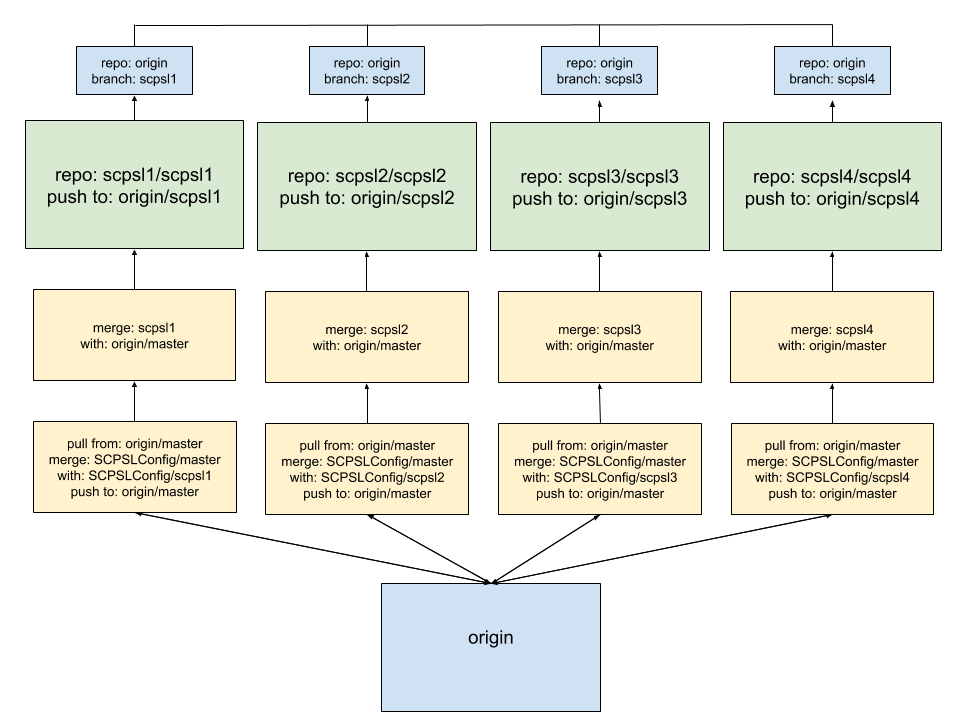 repo: origin
branch: scpsl1
repo: origin
branch: scpsl2
repo: origin
branch: scpsl3
repo: origin
branch: scpsl4
repo: scpsl1/scpsl1
push to: origin/scpsl1
repo: scpsl2/scpsl2
push to: origin/scpsl2
repo: scpsl3/scpsl3
push to: origin/scpsl3
repo: scpsl4/scpsl4
push to: origin/scpsl4
merge: scpsl1
with: origin/master
merge: scpsl2
with: origin/master
merge: scpsl3
with: origin/master
merge: scpsl4
with: origin/master
pull from: origin/master
merge: SCPSLConfig/master
with: SCPSLConfig/scpsl1
push to: origin/master
pull from: origin/master
merge: SCPSLConfig/master
with: SCPSLConfig/scpsl2
push to: origin/master
pull from: origin/master
merge: SCPSLConfig/master
with: SCPSLConfig/scpsl3
push to: origin/master
pull from: origin/master
merge: SCPSLConfig/master
with: SCPSLConfig/scpsl4
push to: origin/master
origin